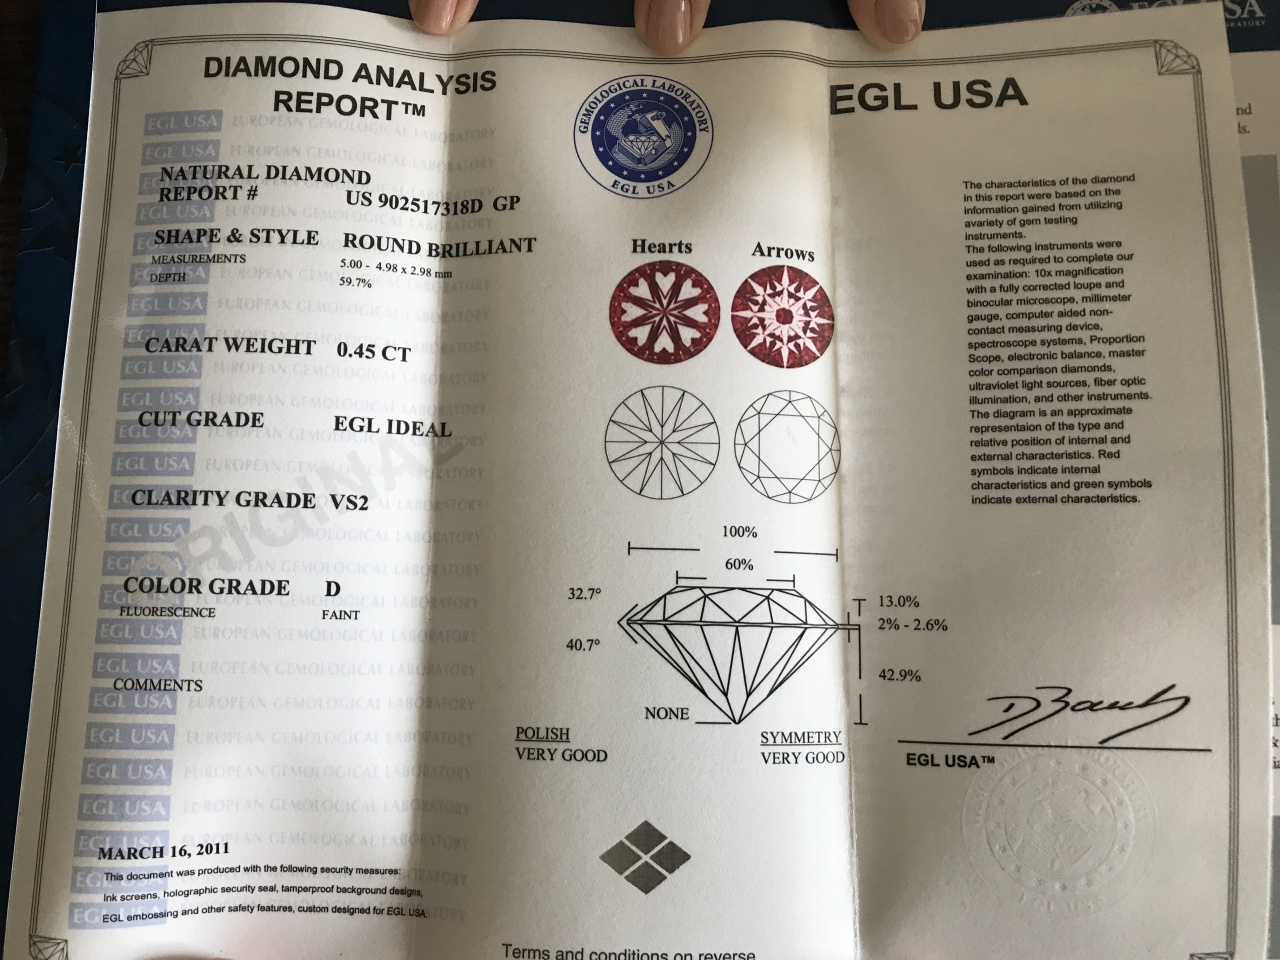 DIAMOND ANALYSIS
REPORT™
EGL USA
GEMOLOGICAL LABORATORY
EGL USA
NATURAL DIAMOND
REPORT # US 902517318D GP
SHAPE & STYLE ROUND BRILLIANT
MEASUREMENTS 5.00 - 4.98 x 2.98 mm
DEPTH 59.7%
CARAT WEIGHT 0.45 CT
CUT GRADE EGL IDEAL
CLARITY GRADE VS2
COLOR GRADE D
FLUORESCENCE FAINT
COMMENTS
ORIGINAL
EGL USA EUROPEAN GEMOLOGICAL LABORATORY
MARCH 16, 2011
This document was produced with the following security measures:
Ink screens, holographic security seal, tamperproof background designs,
EGL embossing and other safety features, custom designed for EGL USA.
Hearts Arrows
100%
60%
32.7°
40.7°
13.0%
2% - 2.6%
42.9%
NONE
POLISH
VERY GOOD
SYMMETRY
VERY GOOD
Terms and conditions on reverse
The characteristics of the diamond
in this report were based on the
information gained from utilizing
avariety of gem testing
instruments.
The following instruments were
used as required to complete our
examination: 10x magnification
with a fully corrected loupe and
binocular microscope, millimeter
gauge, computer aided non-
contact measuring device,
spectroscope systems, Proportion
Scope, electronic balance, master
color comparison diamonds,
ultraviolet light sources, fiber optic
illumination, and other instruments.
The diagram is an approximate
representaion of the type and
relative position of internal and
external characteristics. Red
symbols indicate internal
characteristics and green symbols
indicate external characteristics.
EGL USA™
EGL USA